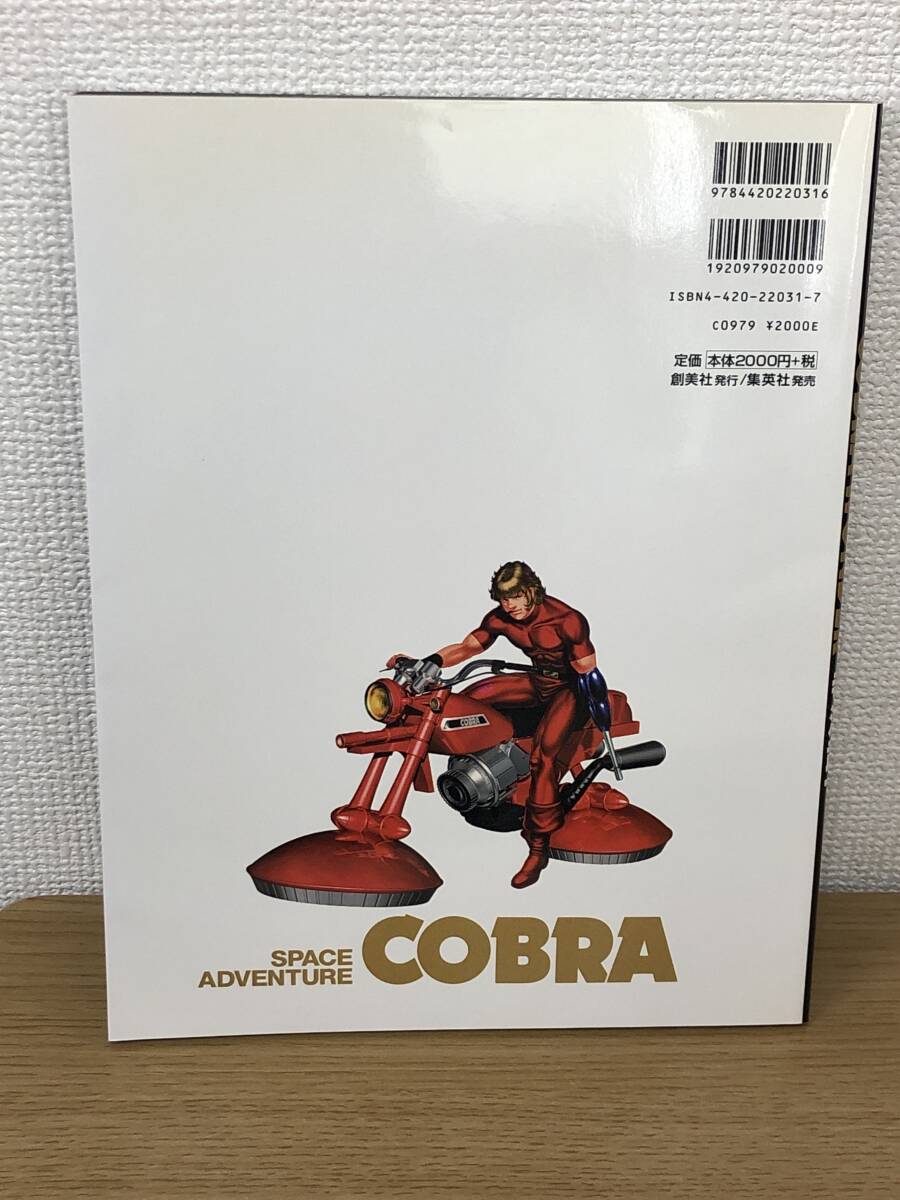 9784420220316
1920979020009
ISBN4-420-22031-7
C0979 ¥2000E
定価 本体2000円+税
創美社発行/集英社発売
COBRA
SPACE
ADVENTURE
COBRA